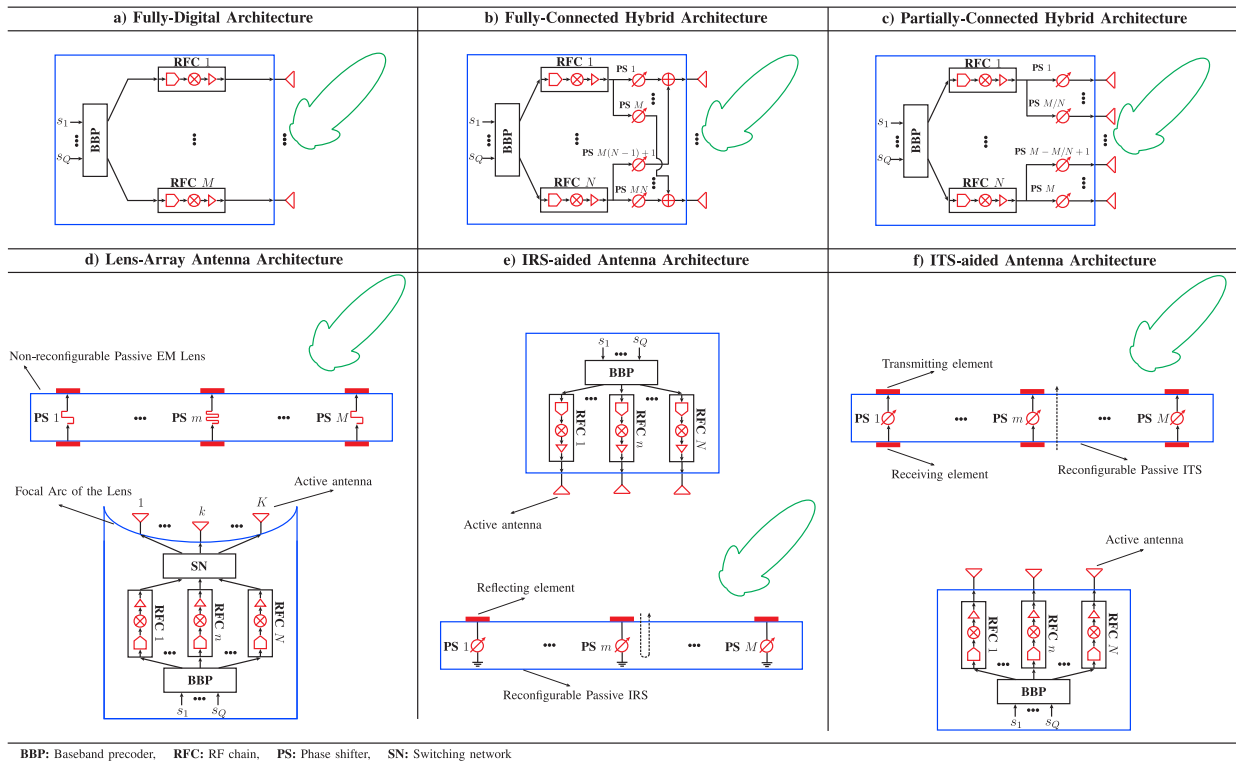 a) Fully-Digital Architecture
b) Fully-Connected Hybrid Architecture
c) Partially-Connected Hybrid Architecture
RFC 1
s1
sQ
BBP
RFC M
RFC 1
PS 1
PS M
s1
sQ
BBP
PS M(N − 1) + 1
RFC N
PS MN
RFC 1
PS 1
PS M/N
s1
sQ
BBP
PS M − M/N + 1
RFC N
PS M
d) Lens-Array Antenna Architecture
e) IRS-aided Antenna Architecture
f) ITS-aided Antenna Architecture
Non-reconfigurable Passive EM Lens
PS 1
PS m
PS M
Focal Arc of the Lens
Active antenna
1
k
K
SN
RFC 1
RFC n
RFC N
BBP
s1
sQ
s1
sQ
BBP
RFC 1
RFC n
RFC N
Active antenna
Reflecting element
PS 1
PS m
PS M
Reconfigurable Passive IRS
Transmitting element
PS 1
PS m
PS M
Receiving element
Reconfigurable Passive ITS
Active antenna
RFC 1
RFC n
RFC N
BBP
s1
sQ
BBP: Baseband precoder, RFC: RF chain, PS: Phase shifter, SN: Switching network